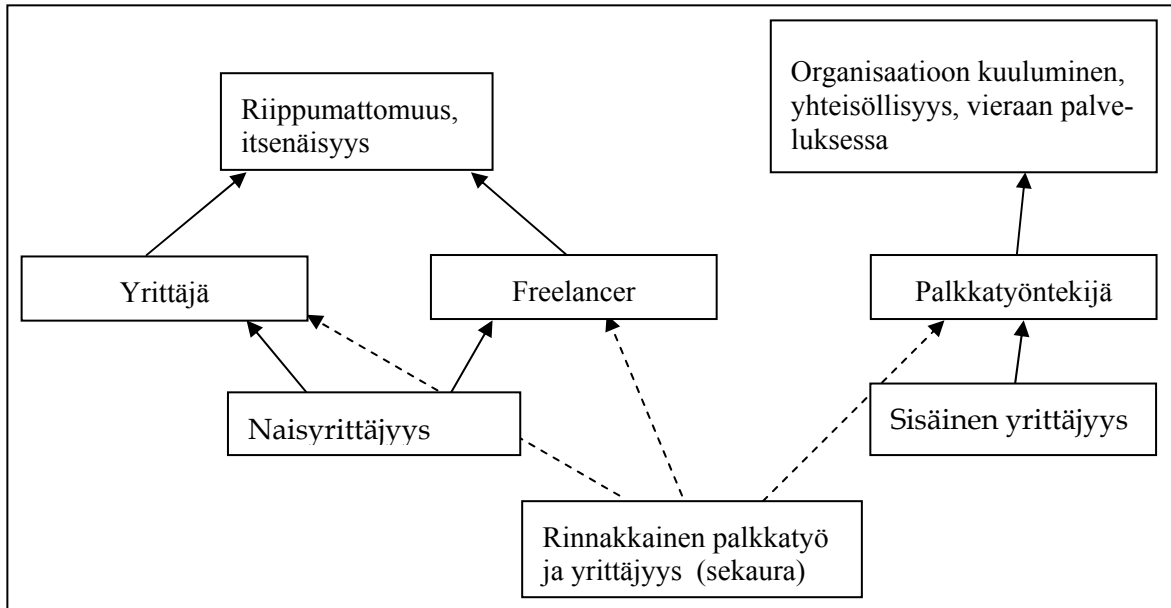 Riippumattomuus,
itsenäisyys
Organisaatioon kuuluminen,
yhteisöllisyys, vieraan palve-
luksessa
Yrittäjä
Freelancer
Palkkatyöntekijä
Naisyrittäjyys
Sisäinen yrittäjyys
Rinnakkainen palkkatyö
ja yrittäjyys (sekaura)